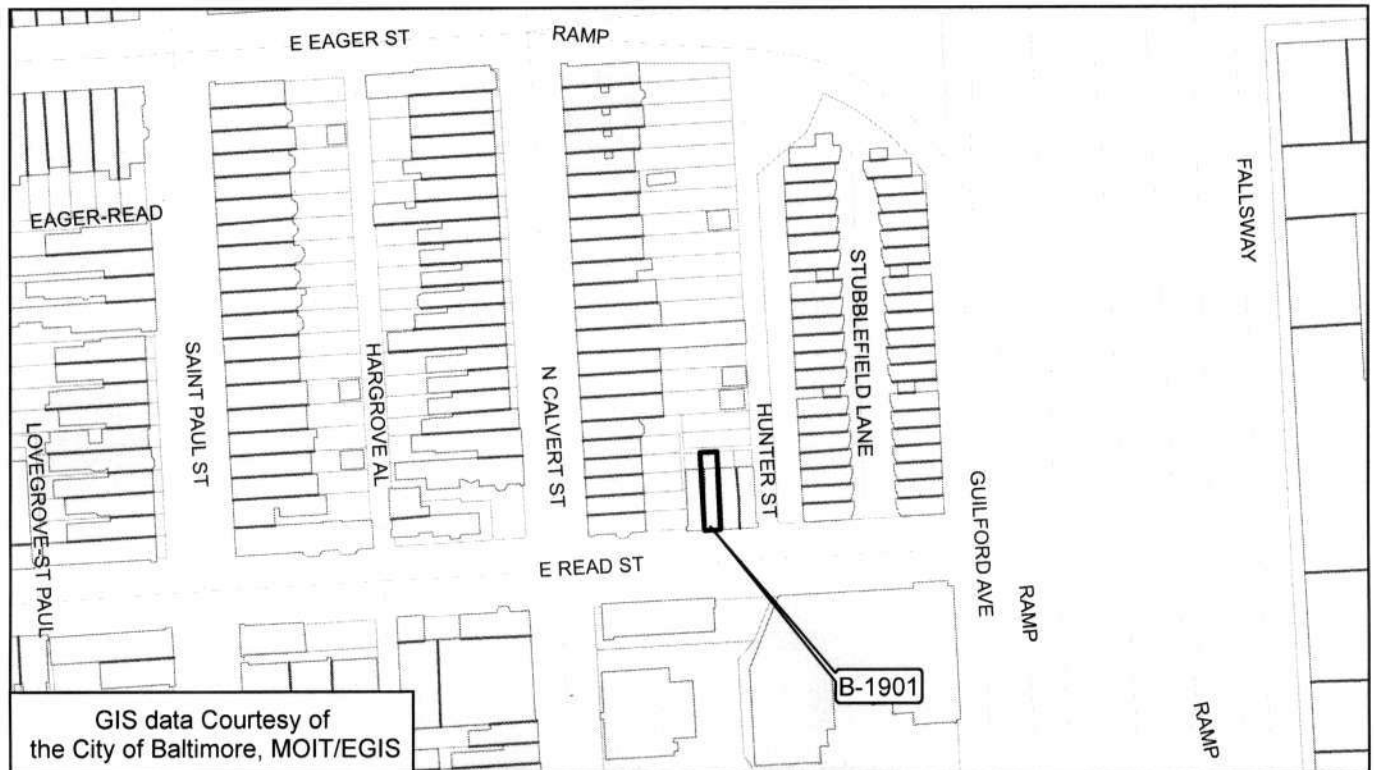 E EAGER ST
RAMP
EAGER-READ
FALLSWAY
STUBBLEFIELD LANE
SAINT PAUL ST
HARGROVE AL
N CALVERT ST
HUNTER ST
LOVEGROVE-ST PAUL
GUILFORD AVE
E READ ST
RAMP
B-1901
RAMP
GIS data Courtesy of
the City of Baltimore, MOIT/EGIS